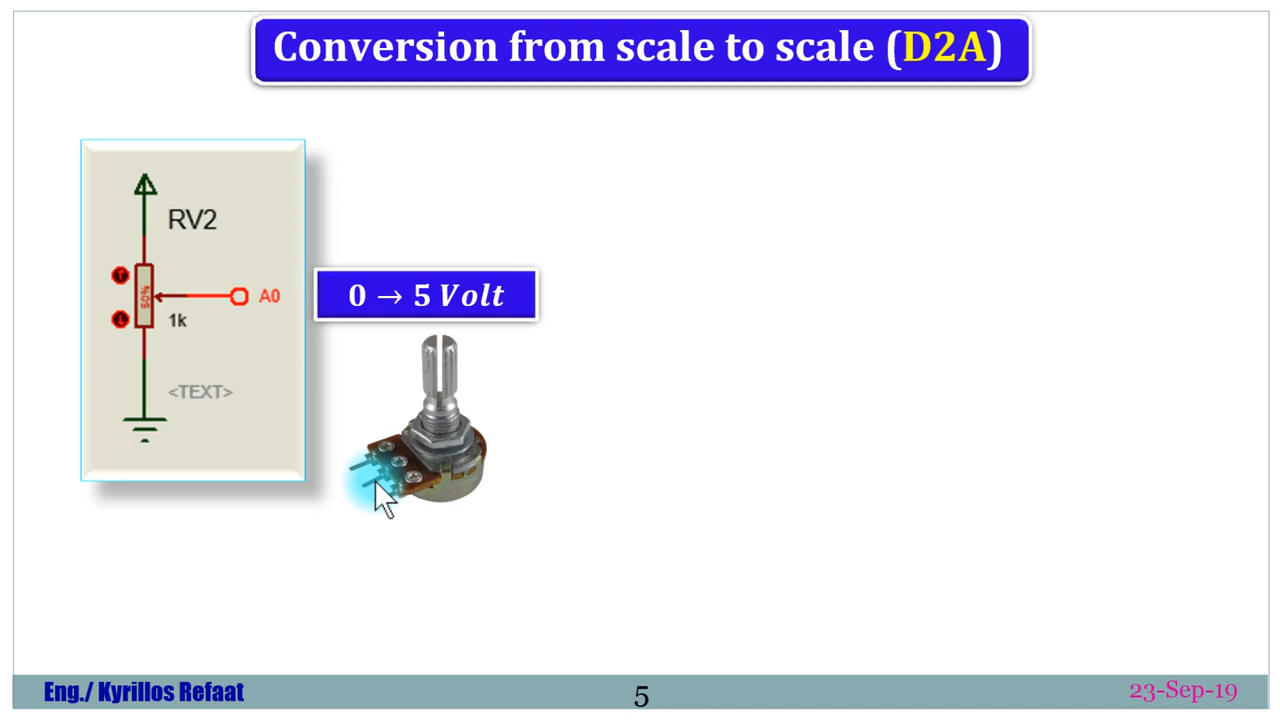 Conversion from scale to scale (D2A)
RV2
50%
A0
1k
<TEXT>
0 → 5 Volt
Eng./ Kyrillos Refaat
5
23-Sep-19